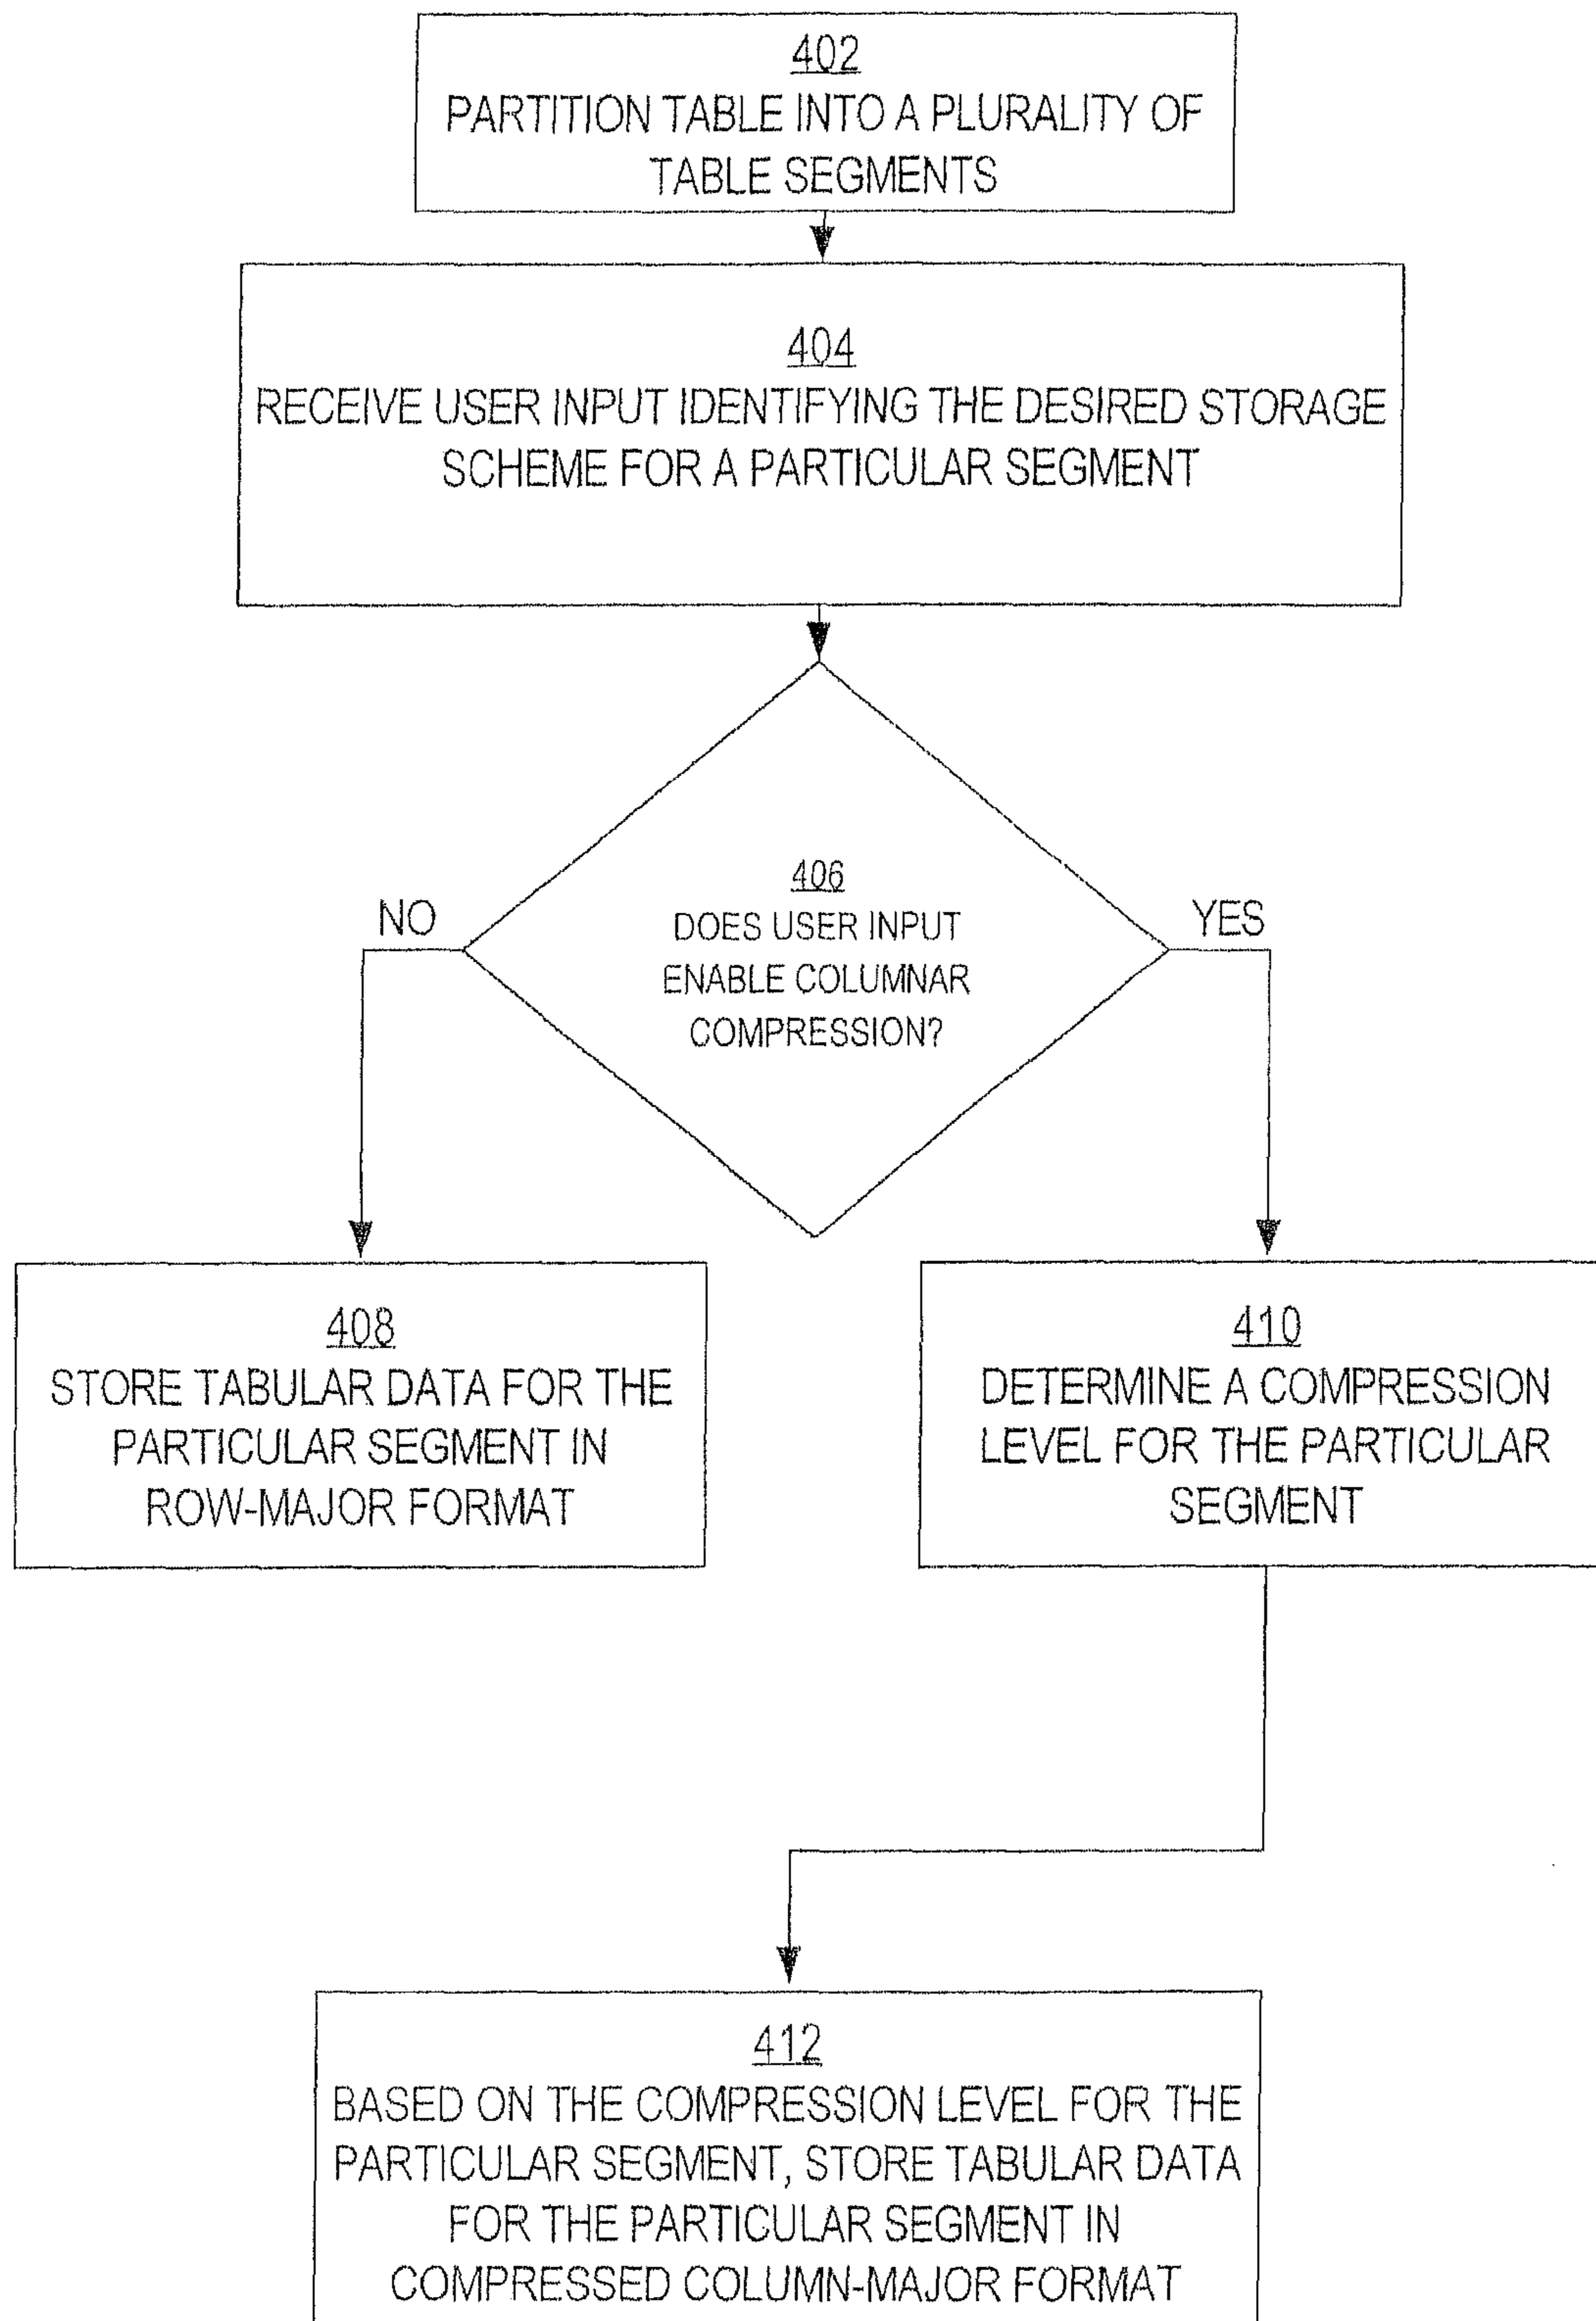 402
PARTITION TABLE INTO A PLURALITY OF
TABLE SEGMENTS
404
RECEIVE USER INPUT IDENTIFYING THE DESIRED STORAGE
SCHEME FOR A PARTICULAR SEGMENT
406
DOES USER INPUT
ENABLE COLUMNAR
COMPRESSION?
NO
YES
408
STORE TABULAR DATA FOR THE
PARTICULAR SEGMENT IN
ROW-MAJOR FORMAT
410
DETERMINE A COMPRESSION
LEVEL FOR THE PARTICULAR
SEGMENT
412
BASED ON THE COMPRESSION LEVEL FOR THE
PARTICULAR SEGMENT, STORE TABULAR DATA
FOR THE PARTICULAR SEGMENT IN
COMPRESSED COLUMN-MAJOR FORMAT